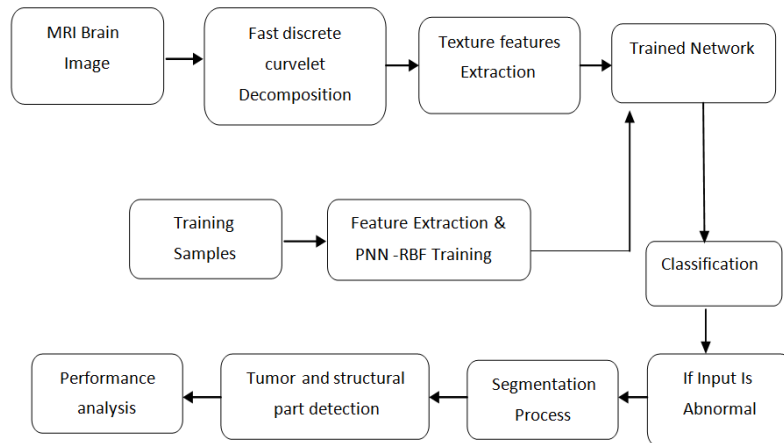 MRI Brain
Image
Fast discrete
curvelet
Decomposition
Texture features
Extraction
Trained Network
Training
Samples
Feature Extraction &
PNN -RBF Training
Classification
If Input Is
Abnormal
Segmentation
Process
Tumor and structural
part detection
Performance
analysis